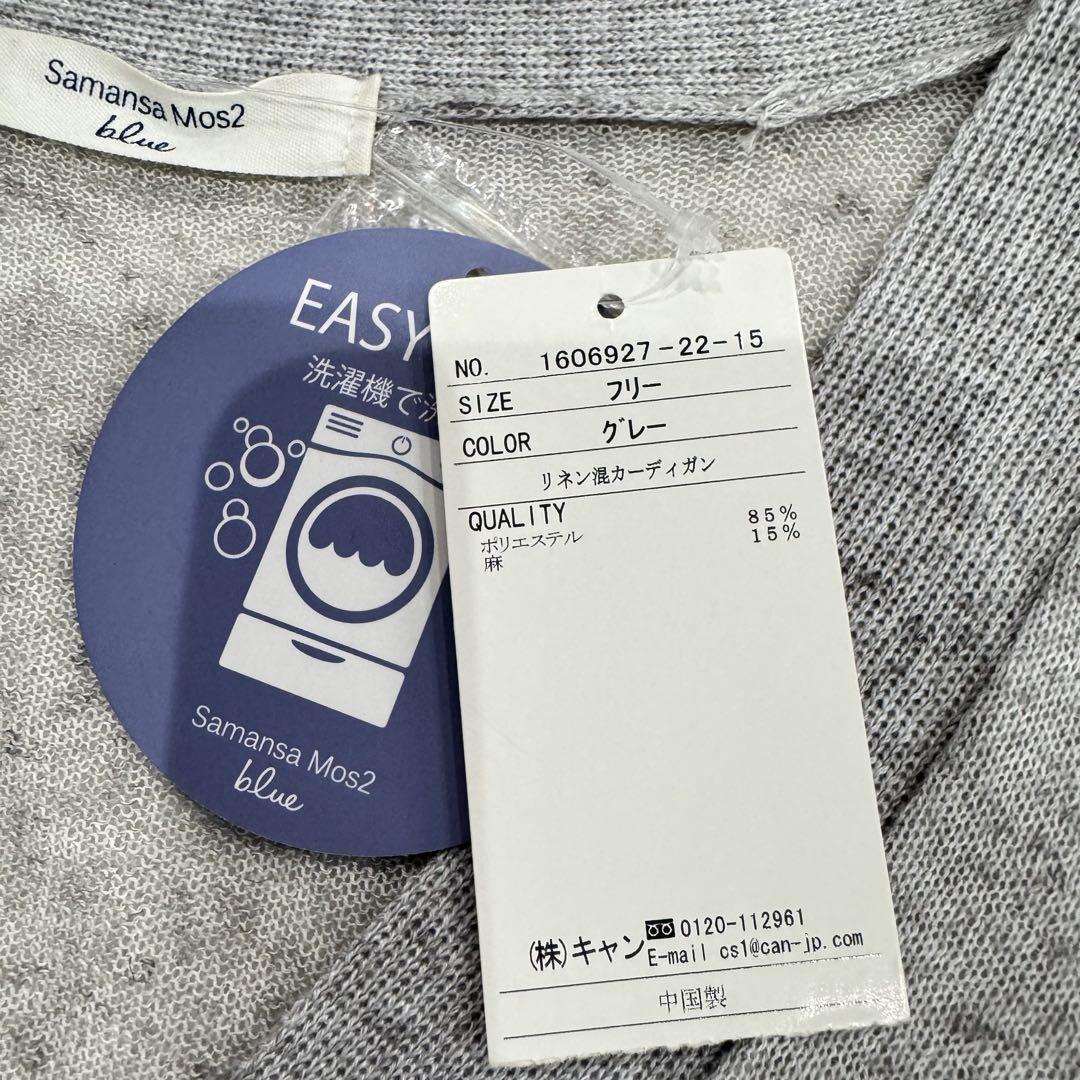 Samansa Mos2
blue
EASY
洗濯機で洗
Samansa Mos2
blue
NO. 1606927-22-15
SIZE フリー
COLOR グレー
リネン混カーディガン
QUALITY
ポリエステル 85%
麻 15%
(株)キャン 0120-112961
E-mail cs1@can-jp.com
中国製